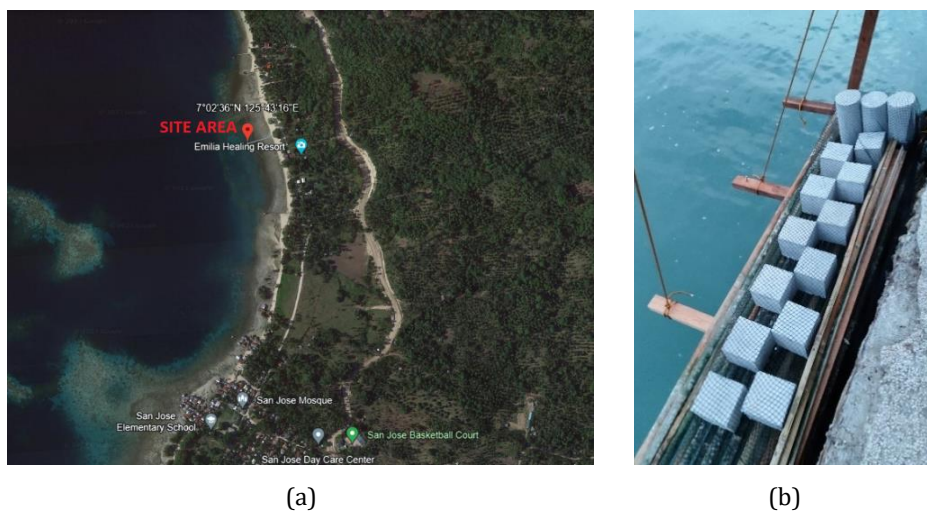 7°02'36"N 125°43'16"E
SITE AREA
Emilia Healing Resort
San Jose Mosque
San Jose
Elementary School
San Jose Basketball Court
San Jose Day Care Center
(a)
(b)